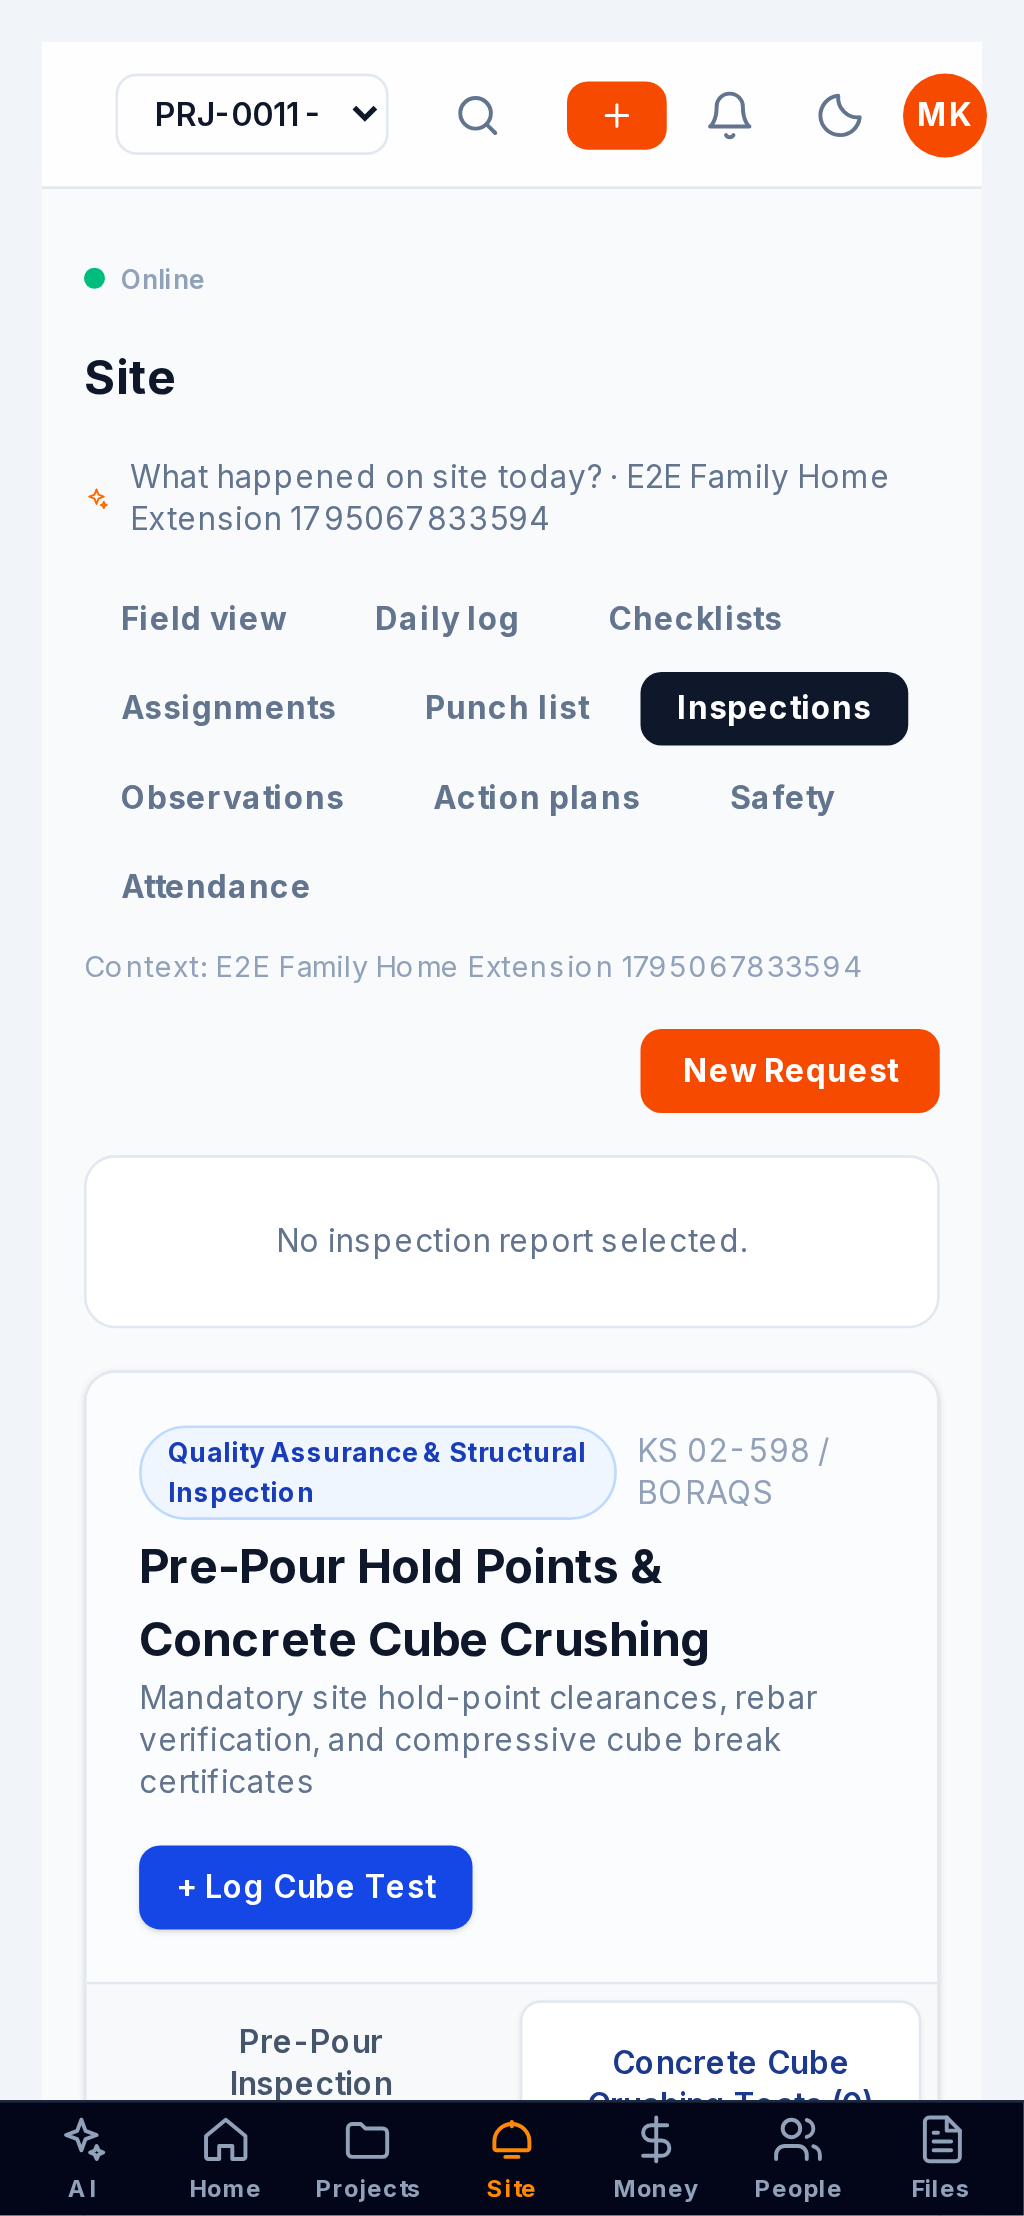 PRJ-0011 -
MK
Online
Site
What happened on site today? · E2E Family Home
Extension 1795067833594
Field view Daily log Checklists
Assignments Punch list Inspections
Observations Action plans Safety
Attendance
Context: E2E Family Home Extension 1795067833594
New Request
No inspection report selected.
Quality Assurance & Structural
Inspection
KS 02-598 /
BORAQS
Pre-Pour Hold Points &
Concrete Cube Crushing
Mandatory site hold-point clearances, rebar
verification, and compressive cube break
certificates
+ Log Cube Test
Pre-Pour
Inspection
Concrete Cube
Crushing Tests (0)
AI Home Projects Site Money People Files